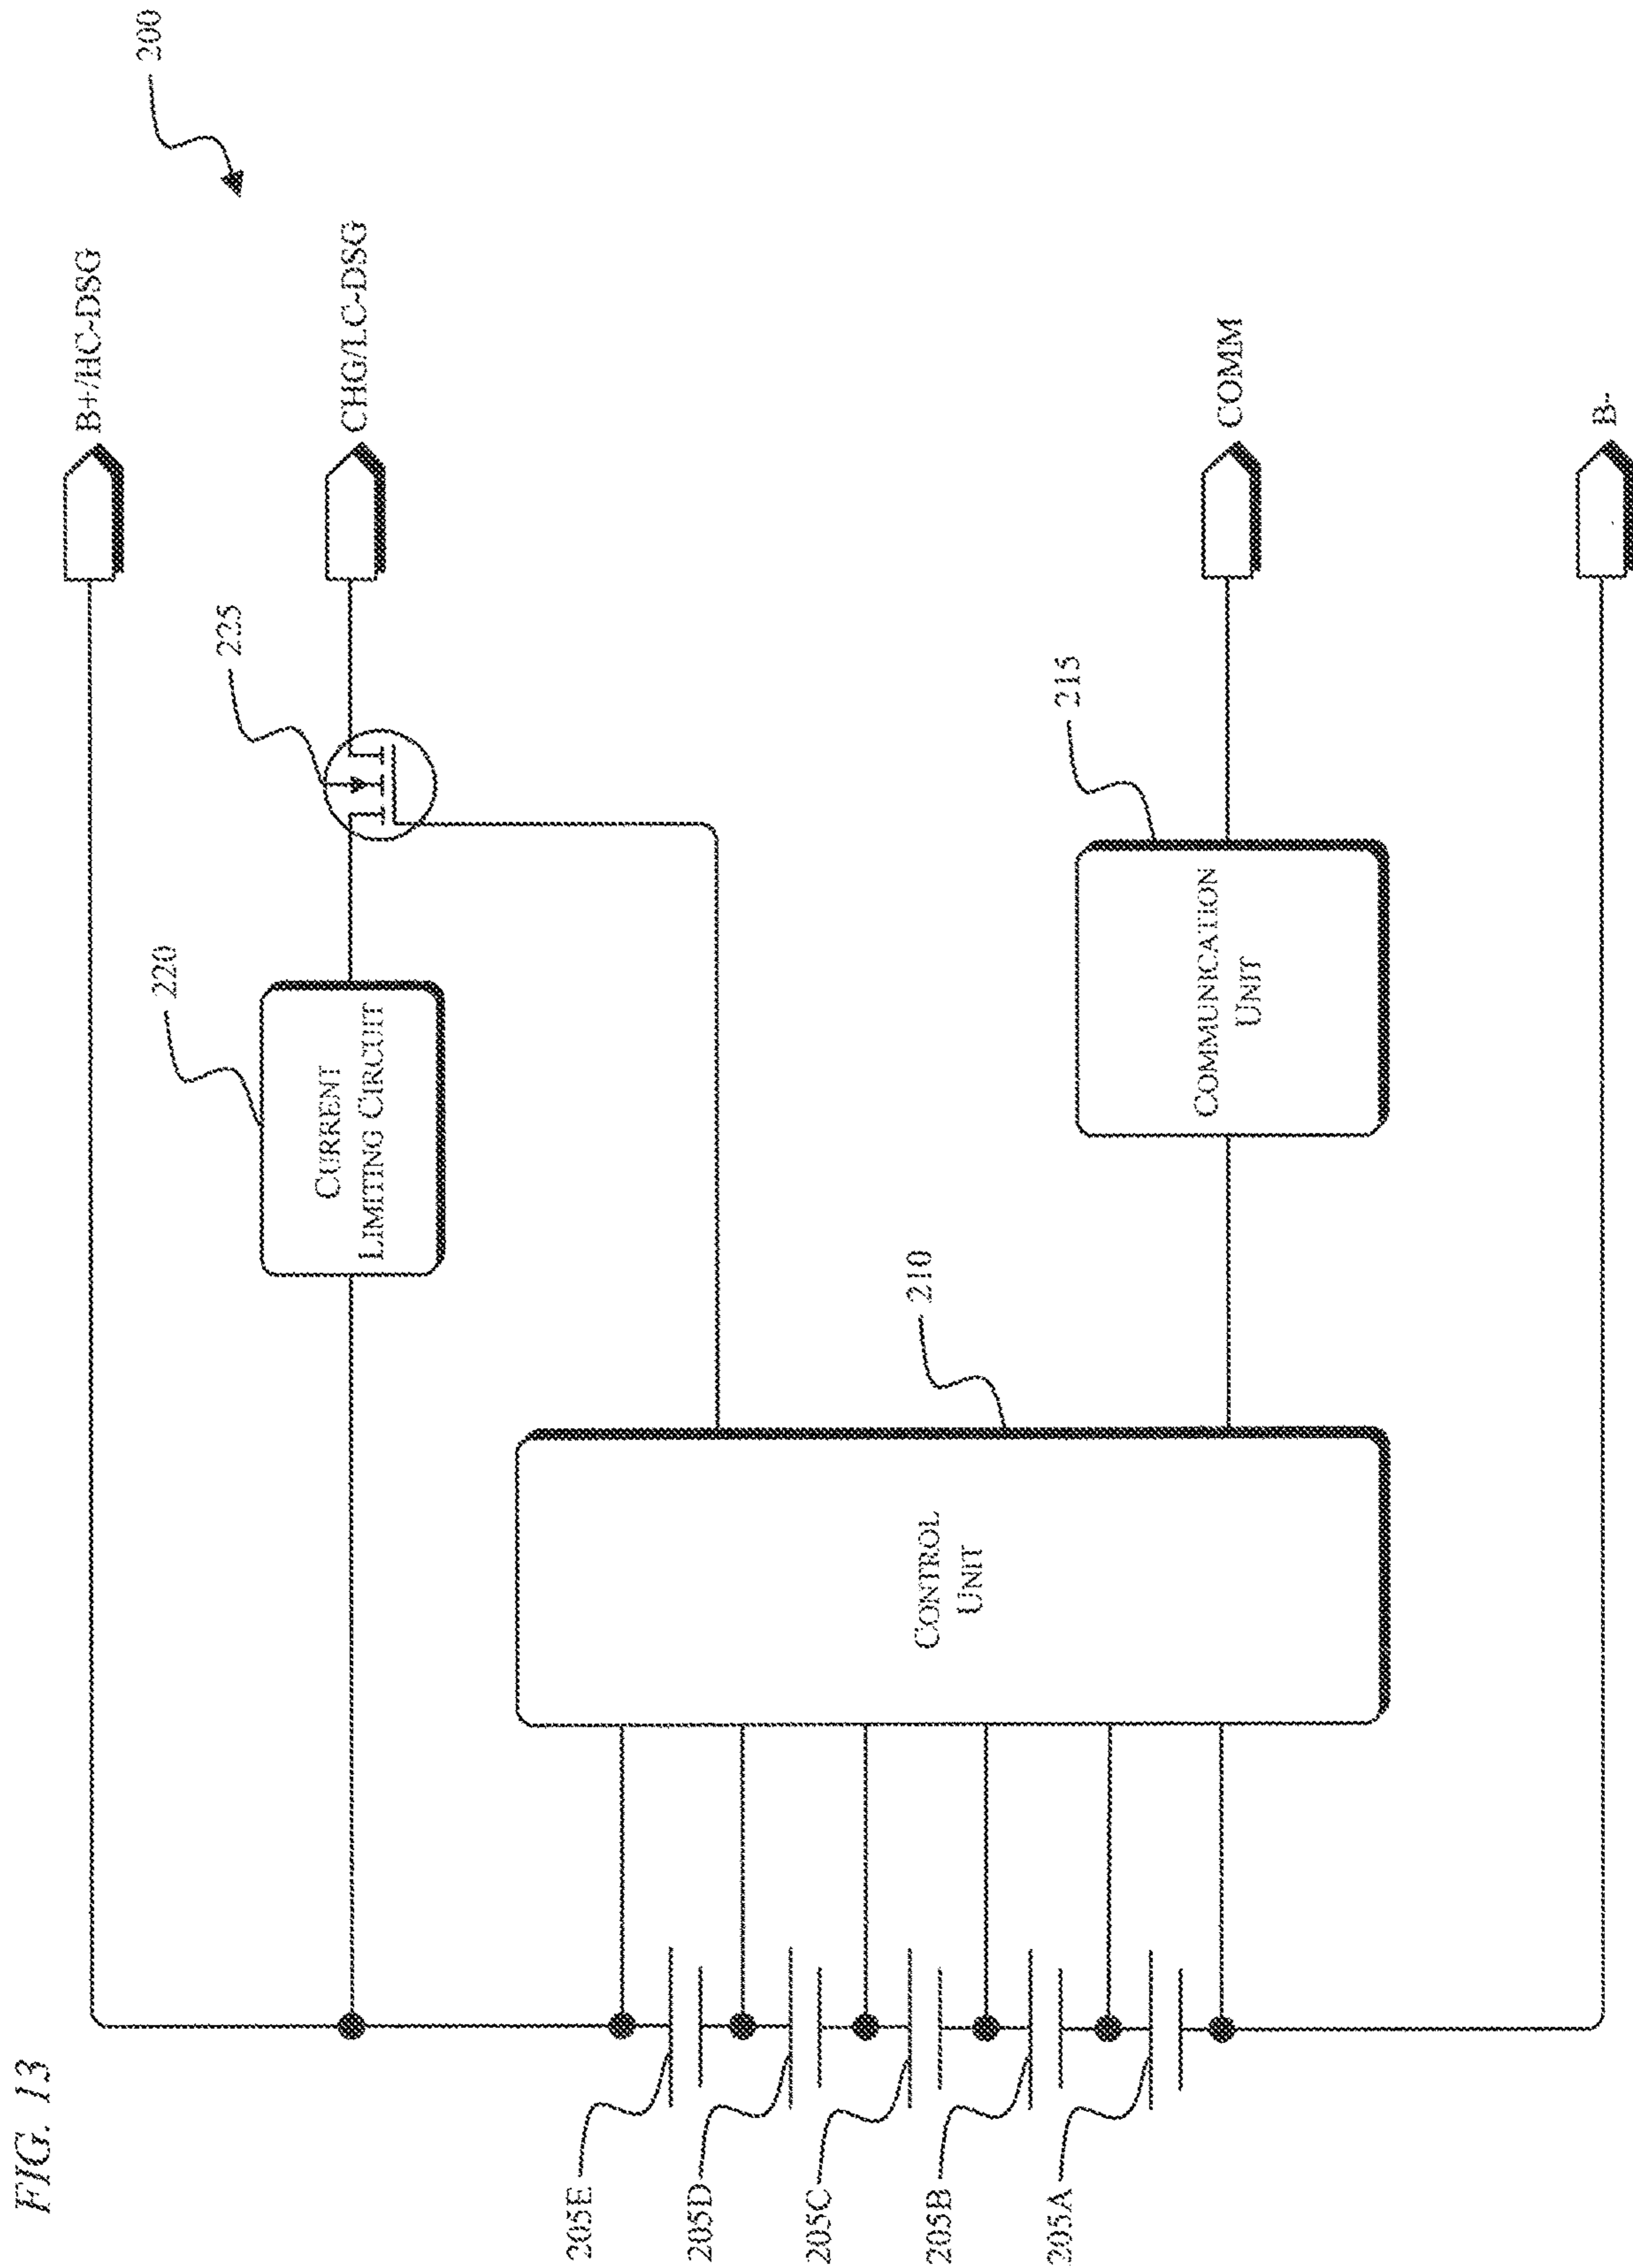 FIG. 13
200
B+/HC-DSG
225
CHG/LC-DSG
220
CURRENT
LIMITING CIRCUIT
210
CONTROL
UNIT
215
COMMUNICATION
UNIT
COMM
205E
205D
205C
205B
205A
B-